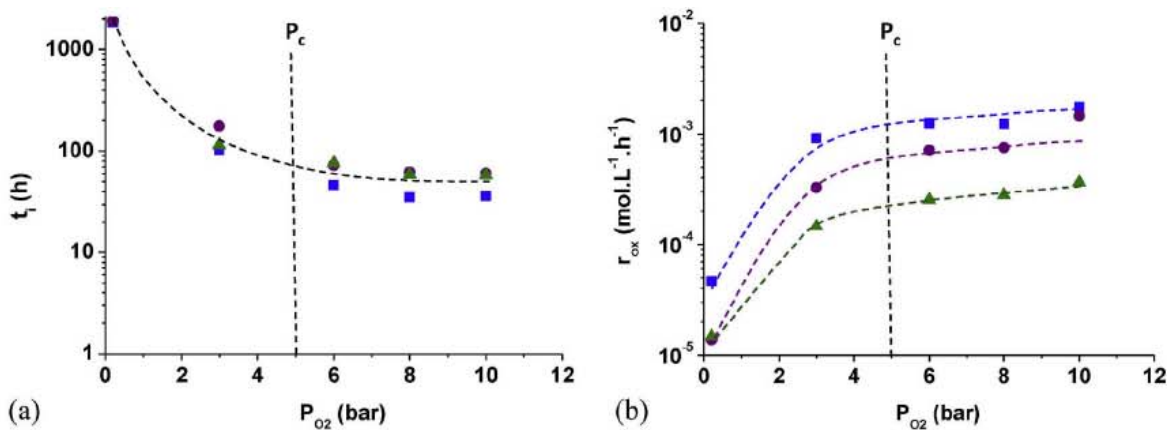 P_c
1000
100
10
1
t_i (h)
0 2 4 6 8 10 12
P_O2 (bar)
(a)
P_c
10^-2
10^-3
10^-4
10^-5
r_ox (mol.L^-1.h^-1)
0 2 4 6 8 10 12
P_O2 (bar)
(b)